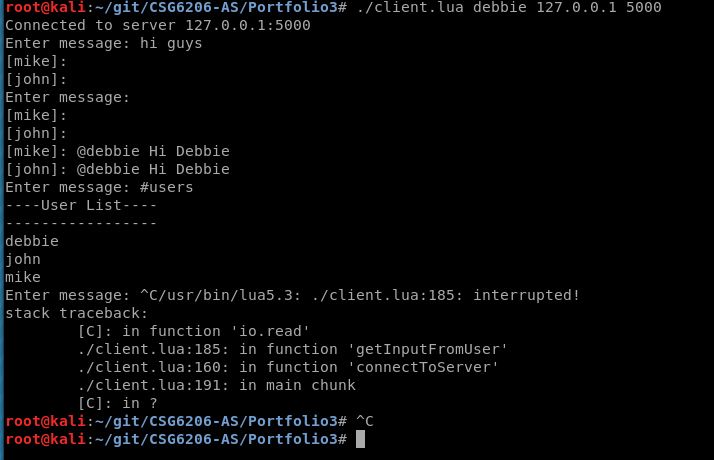 root@kali:~/git/CSG6206-AS/Portfolio3# ./client.lua debbie 127.0.0.1 5000
Connected to server 127.0.0.1:5000
Enter message: hi guys
[mike]:
[john]:
Enter message:
[mike]:
[john]:
[mike]: @debbie Hi Debbie
[john]: @debbie Hi Debbie
Enter message: #users
----User List----
-----------------
debbie
john
mike
Enter message: ^C/usr/bin/lua5.3: ./client.lua:185: interrupted!
stack traceback:
        [C]: in function 'io.read'
        ./client.lua:185: in function 'getInputFromUser'
        ./client.lua:160: in function 'connectToServer'
        ./client.lua:191: in main chunk
        [C]: in ?
root@kali:~/git/CSG6206-AS/Portfolio3# ^C
root@kali:~/git/CSG6206-AS/Portfolio3#